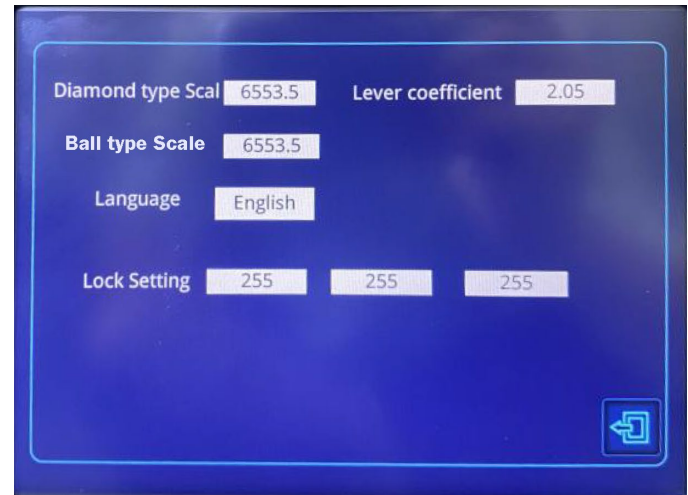 Diamond type Scal 6553.5 Lever coefficient 2.05
Ball type Scale 6553.5
Language English
Lock Setting 255 255 255